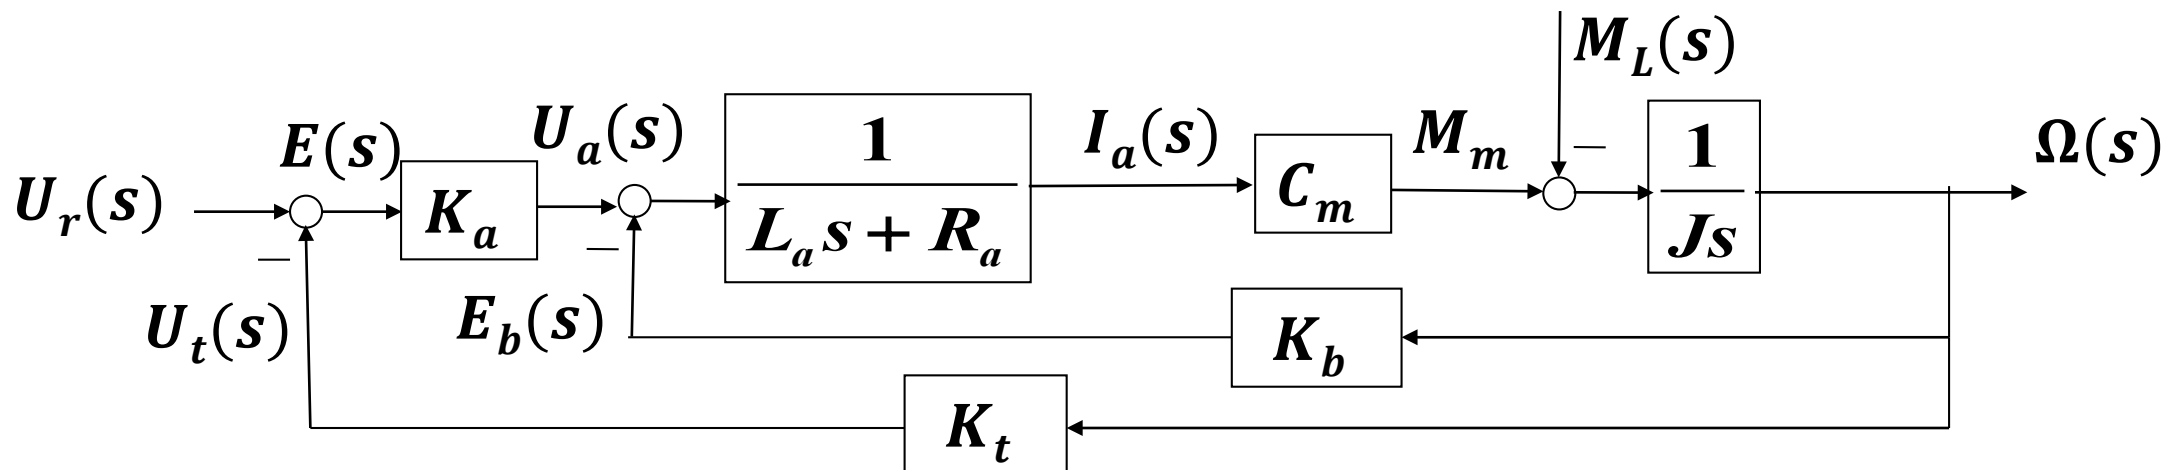 U_r(s)
E(s)
K_a
U_a(s)
1
L_a s + R_a
I_a(s)
C_m
M_m
M_L(s)
1
Js
Ω(s)
−
−
−
U_t(s)
E_b(s)
K_b
K_t